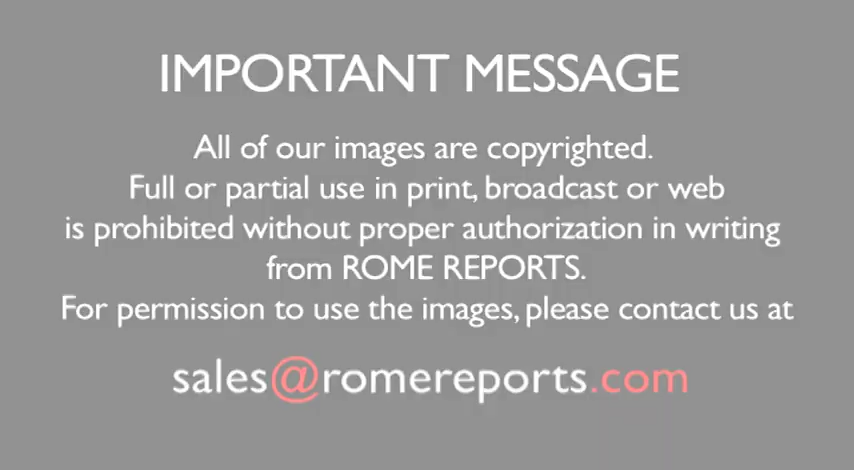 IMPORTANT MESSAGE
All of our images are copyrighted.
Full or partial use in print, broadcast or web
is prohibited without proper authorization in writing
from ROME REPORTS.
For permission to use the images, please contact us at
sales@romereports.com